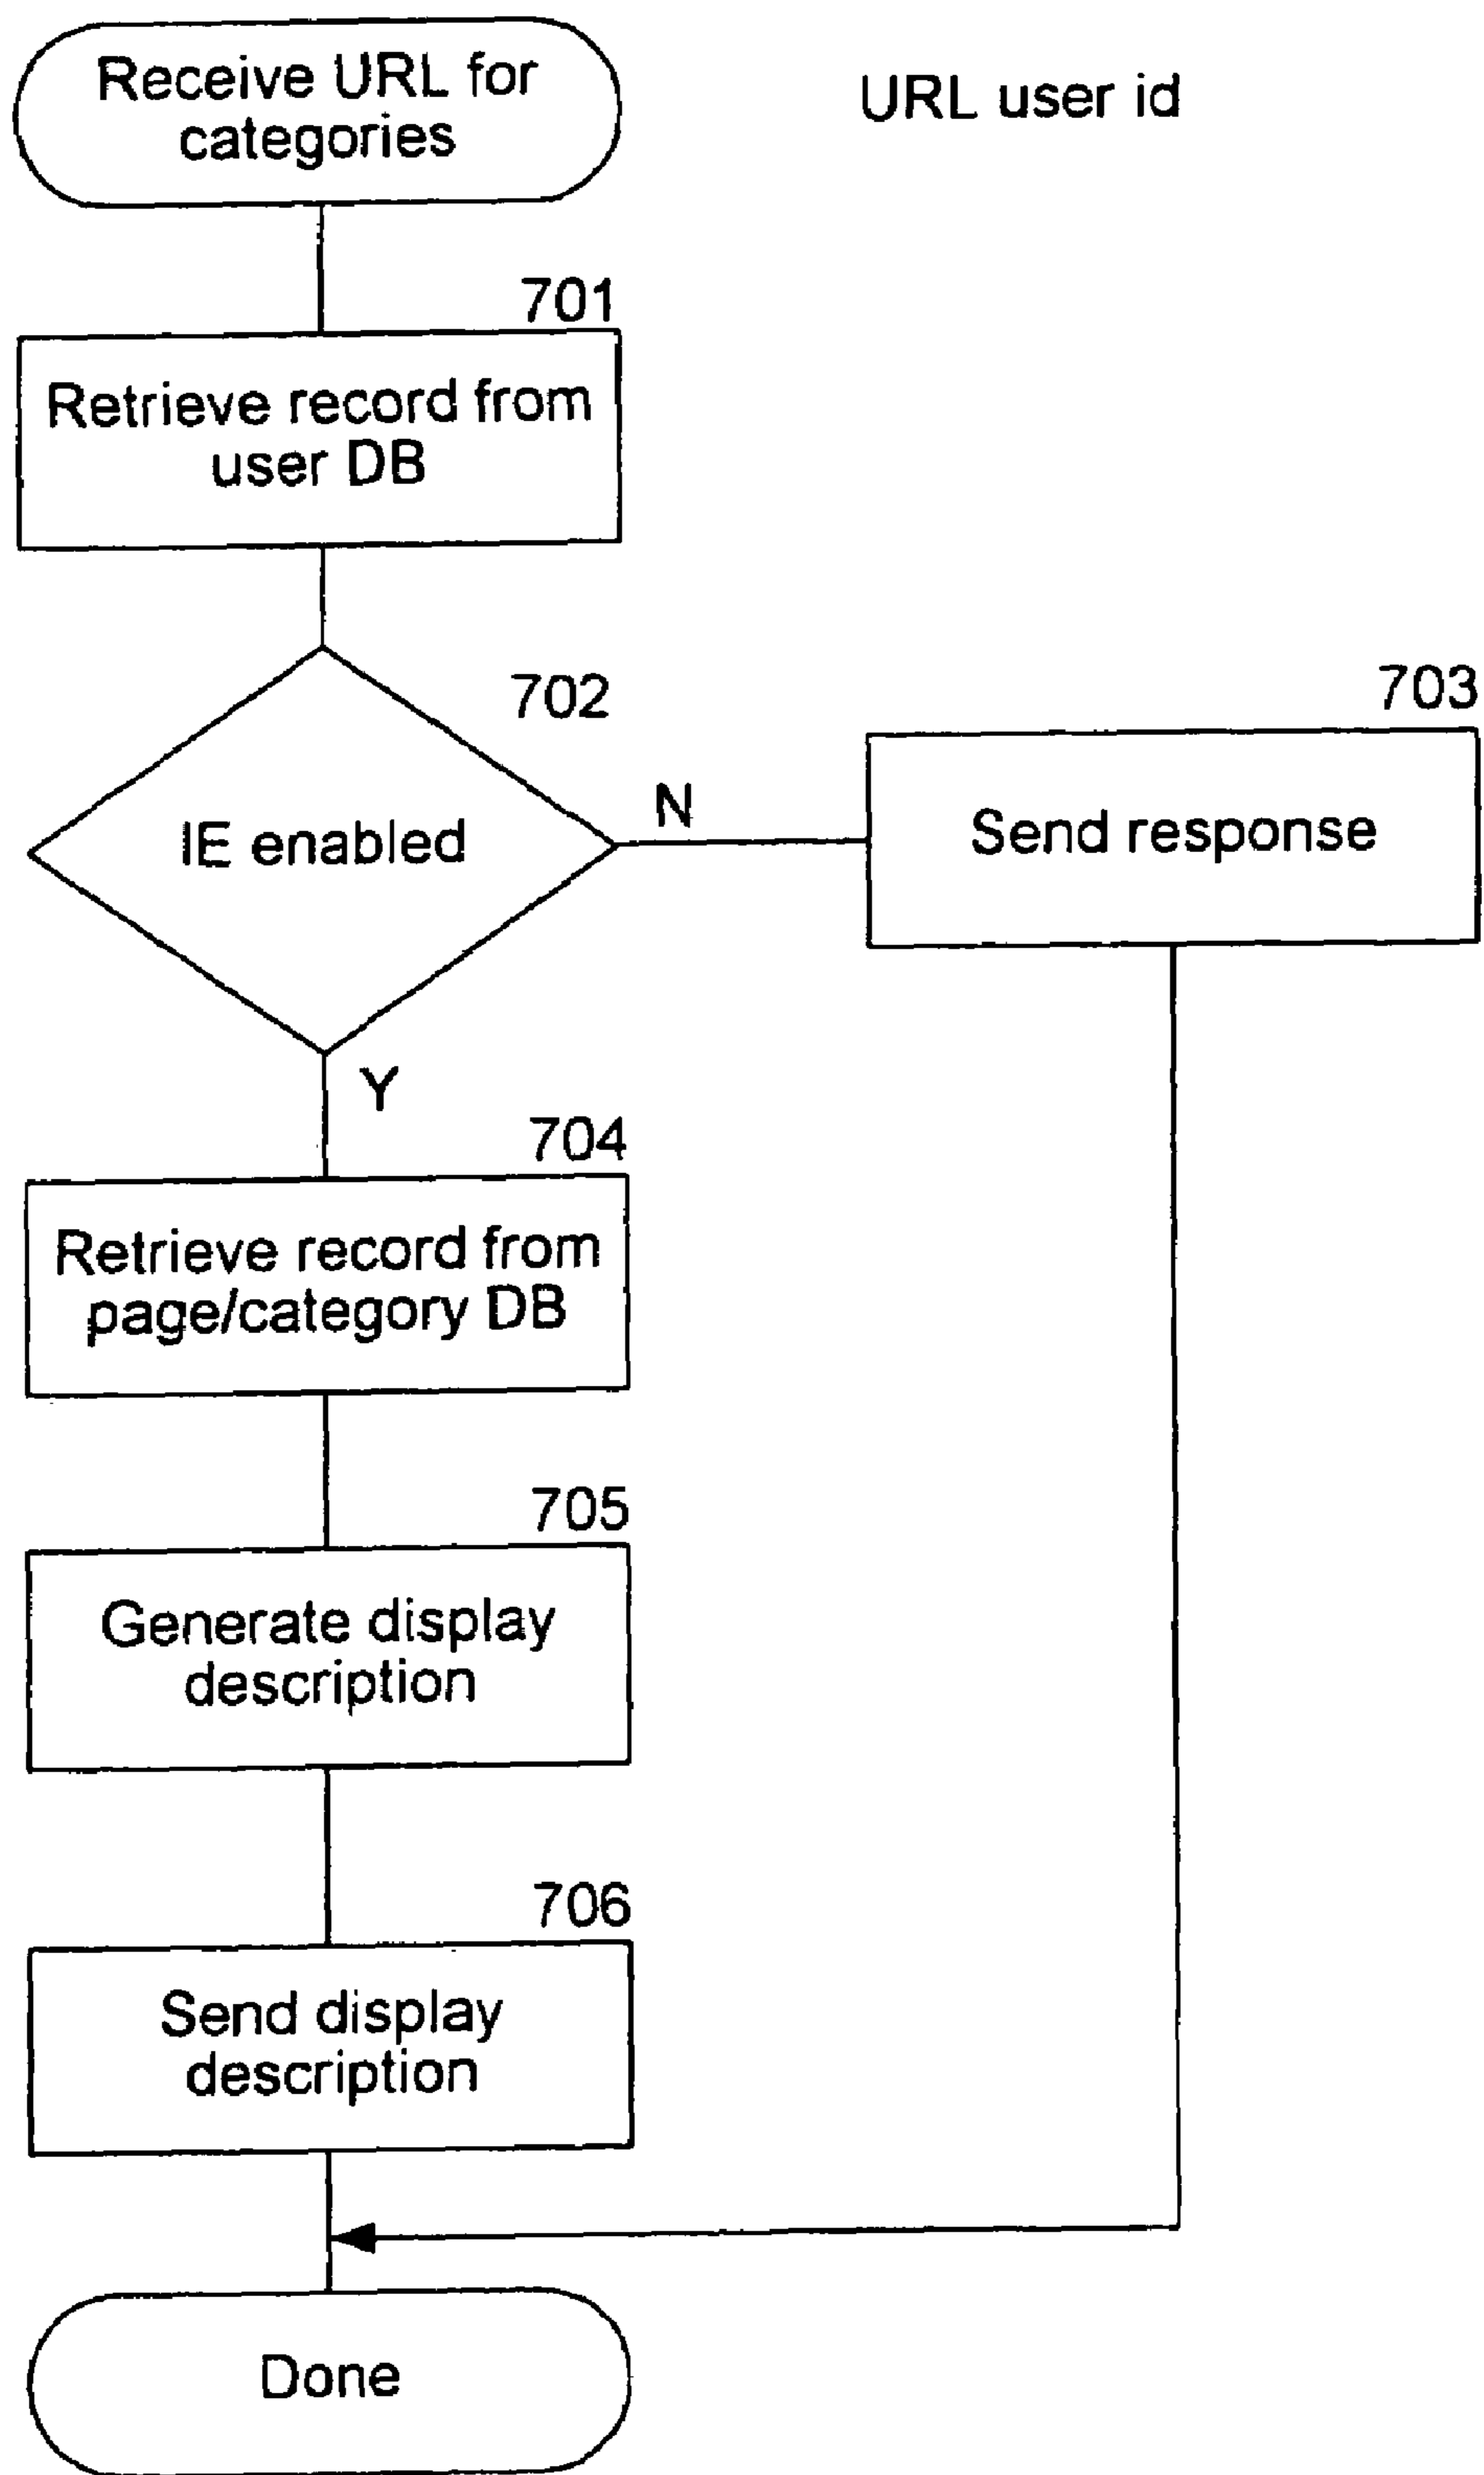 Receive URL for
categories
URL user id
701
Retrieve record from
user DB
702
IE enabled
N
703
Send response
Y
704
Retrieve record from
page/category DB
705
Generate display
description
706
Send display
description
Done